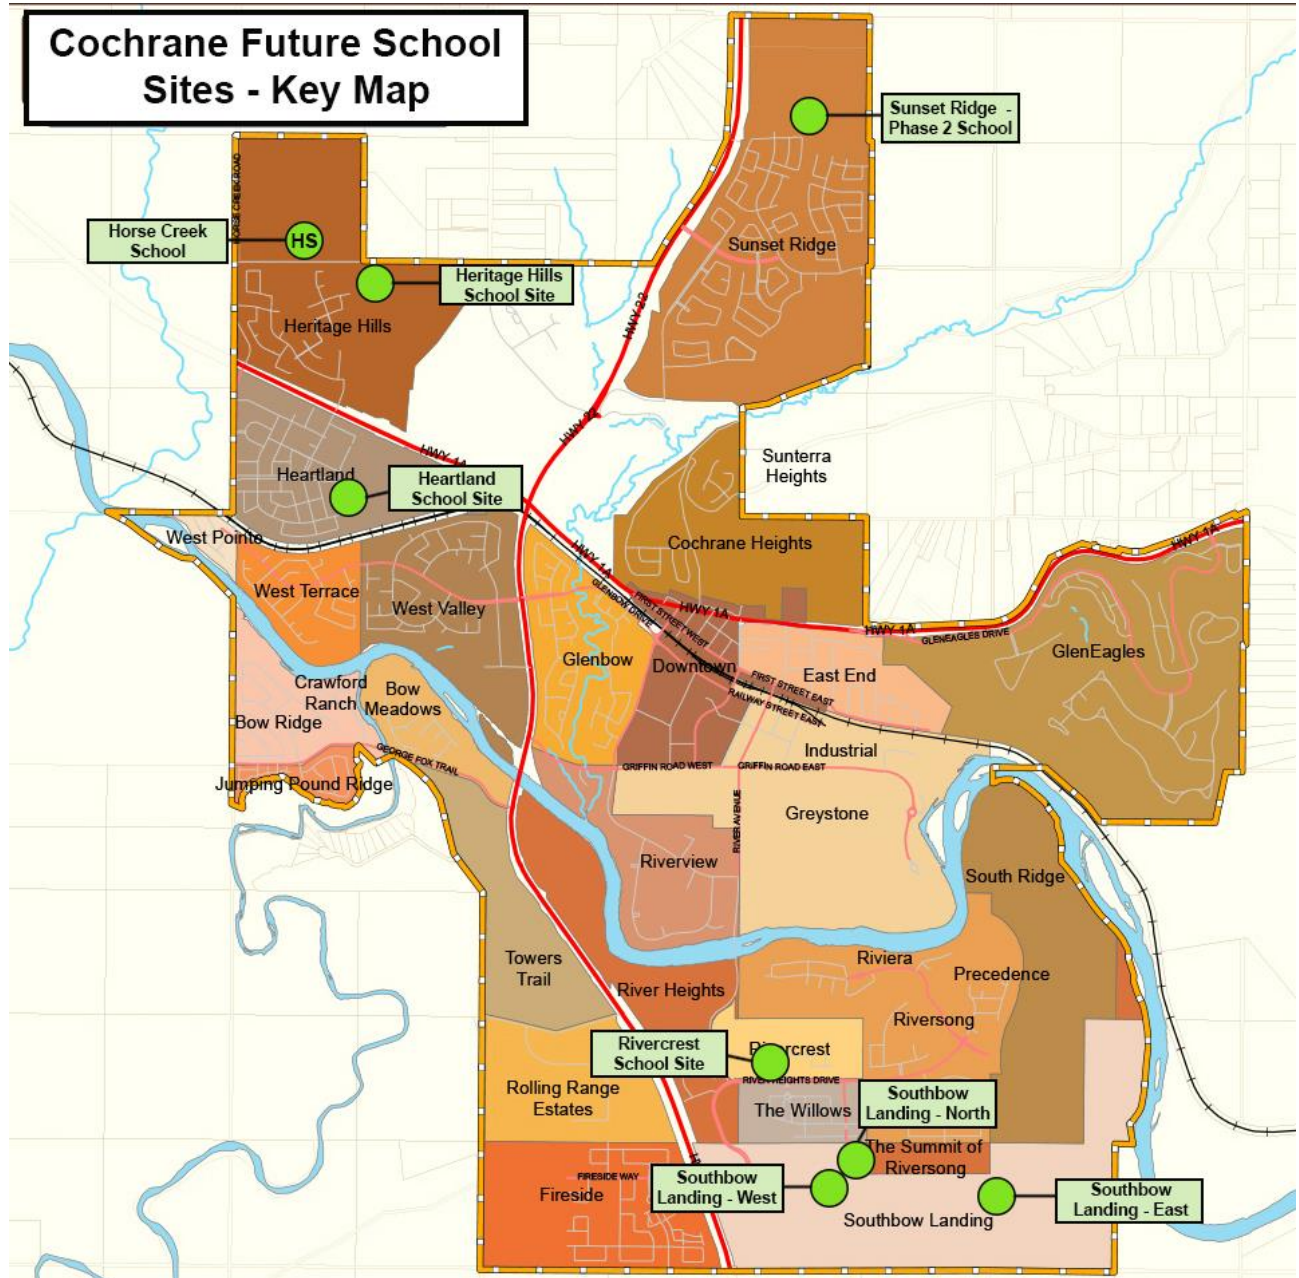 Cochrane Future School
Sites - Key Map
Sunset Ridge -
Phase 2 School
HORSE CREEK ROAD
Horse Creek
School
HS
Sunset Ridge
Heritage Hills
School Site
Heritage Hills
HWY 22
HWY 22
HWY 1A
Sunterra
Heights
Heartland
Heartland
School Site
West Pointe
Cochrane Heights
HWY 1A
HWY 1A
West Terrace
West Valley
GLENBOW DRIVE
FIRST STREET WEST
HWY 1A
HWY 1A
GLENEAGLES DRIVE
GlenEagles
Glenbow
Downtown
East End
FIRST STREET EAST
RAILWAY STREET EAST
Crawford
Ranch
Bow
Meadows
Bow Ridge
Industrial
GEORGE FOX TRAIL
GRIFFIN ROAD WEST
GRIFFIN ROAD EAST
Jumping Pound Ridge
RIVER AVENUE
Greystone
Riverview
South Ridge
Towers
Trail
Riviera
Precedence
River Heights
Riversong
Rivercrest
School Site
Rivercrest
RIVER HEIGHTS DRIVE
Rolling Range
Estates
The Willows
Southbow
Landing - North
The Summit of
Riversong
FIRESIDE WAY
Fireside
Southbow
Landing - West
Southbow Landing
Southbow
Landing - East